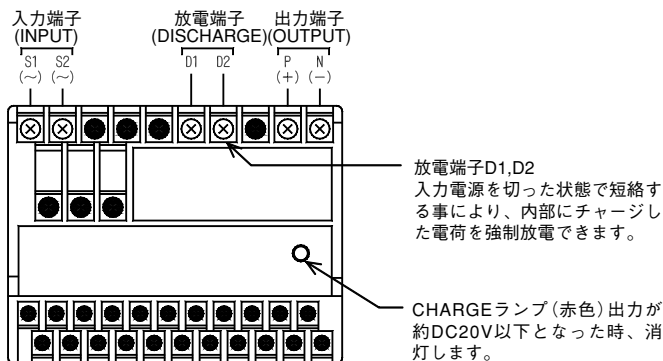 入力端子
(INPUT)
放電端子
(DISCHARGE)
出力端子
(OUTPUT)
S1
(～)
S2
(～)
D1
D2
P
(+)
N
(−)
放電端子D1,D2
入力電源を切った状態で短絡す
る事により、内部にチャージし
た電荷を強制放電できます。
CHARGEランプ(赤色)出力が
約DC20V以下となった時、消
灯します。